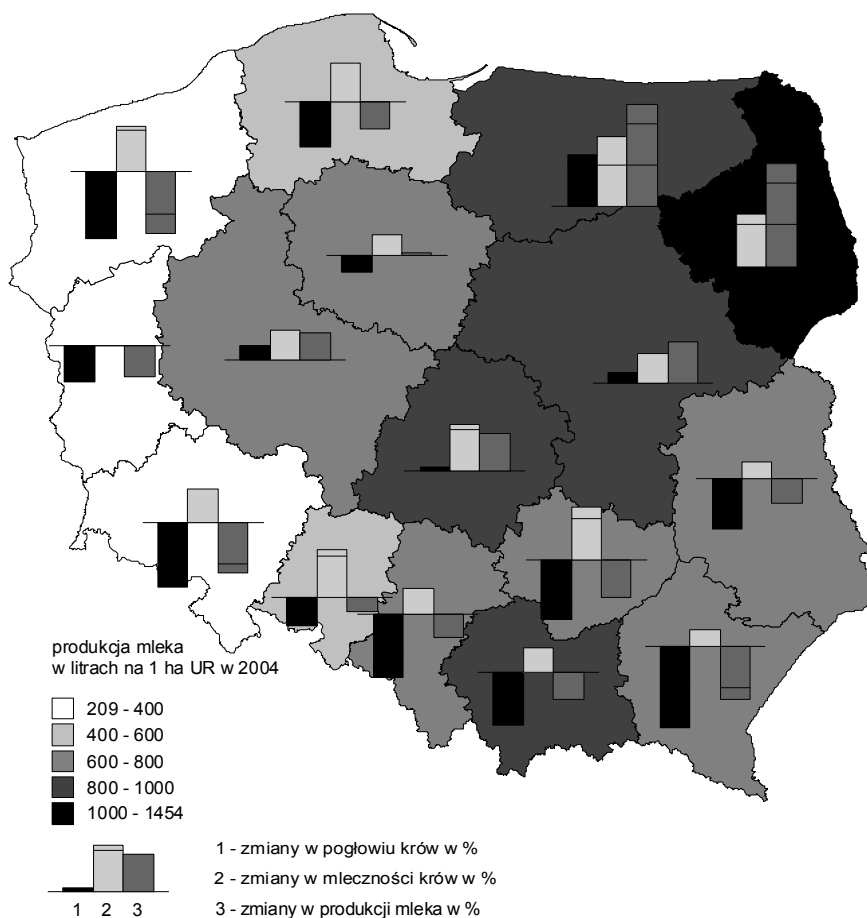 produkcja mleka
w litrach na 1 ha UR w 2004
209 - 400
400 - 600
600 - 800
800 - 1000
1000 - 1454
1 - zmiany w pogłowiu krów w %
2 - zmiany w mleczności krów w %
3 - zmiany w produkcji mleka w %
1 2 3